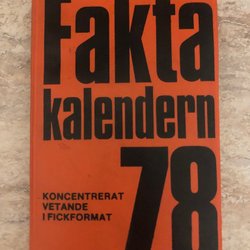 Fakta
kalendern
78
KONCENTRERAT
VETANDE
I FICKFORMAT